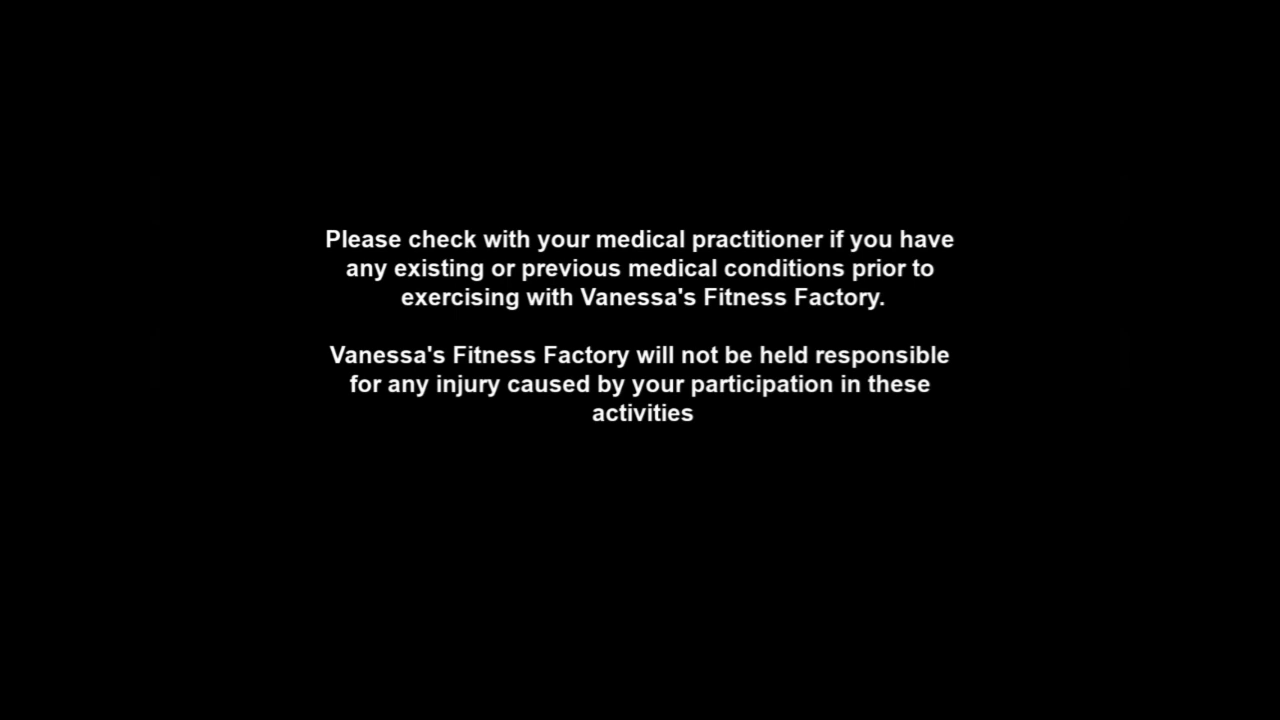 Please check with your medical practitioner if you have
any existing or previous medical conditions prior to
exercising with Vanessa's Fitness Factory.
Vanessa's Fitness Factory will not be held responsible
for any injury caused by your participation in these
activities